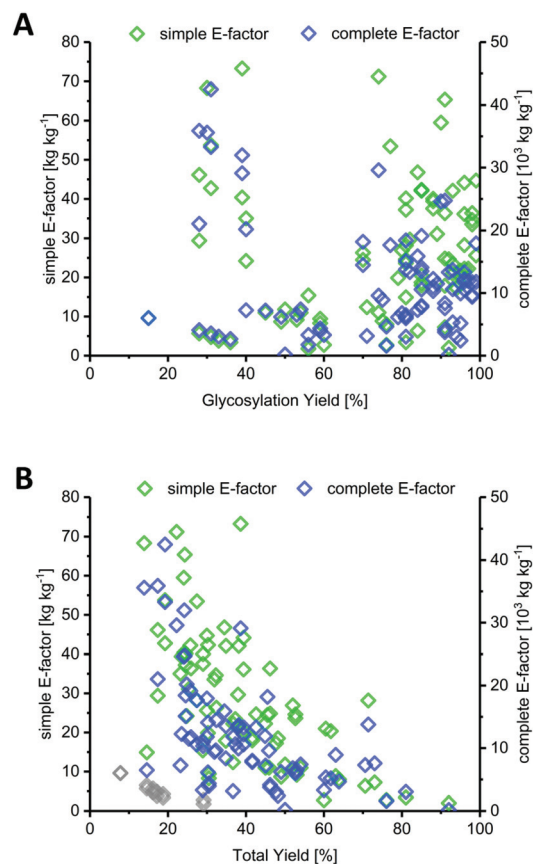 A
simple E-factor
complete E-factor
80
70
60
50
40
30
20
10
0
simple E-factor [kg kg⁻¹]
50
40
30
20
10
0
complete E-factor [10³ kg kg⁻¹]
0 20 40 60 80 100
Glycosylation Yield [%]
B
simple E-factor
complete E-factor
80
70
60
50
40
30
20
10
0
simple E-factor [kg kg⁻¹]
50
40
30
20
10
0
complete E-factor [10³ kg kg⁻¹]
0 20 40 60 80 100
Total Yield [%]